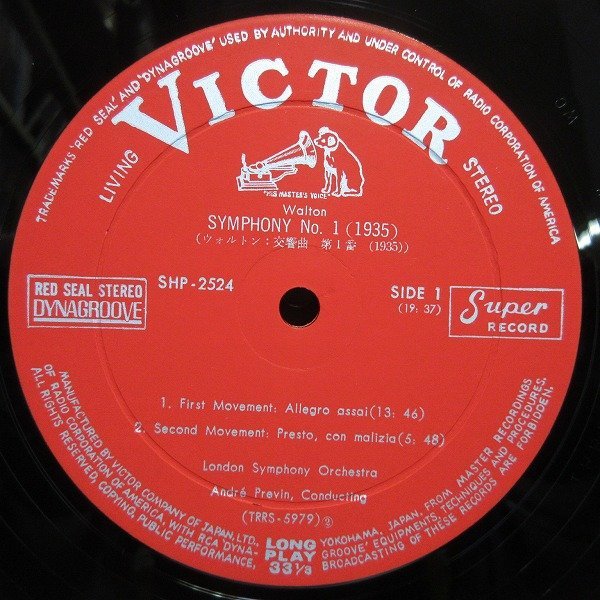 TRADEMARKS "RED SEAL" AND "DYNAGROOVE" USED BY AUTHORITY AND UNDER CONTROL OF RADIO CORPORATION OF AMERICA
LIVING VICTOR STEREO
"HIS MASTER'S VOICE"
Walton
SYMPHONY No. 1 (1935)
(ウォルトン：交響曲 第1番 (1935))
RED SEAL STEREO
DYNAGROOVE
SHP-2524
SIDE 1
(19: 37)
Super
RECORD
1. First Movement: Allegro assai(13: 46)
2. Second Movement: Presto, con malizia(5: 48)
London Symphony Orchestra
André Previn, Conducting
(TRRS-5979)②
MANUFACTURED BY VICTOR COMPANY OF JAPAN, LTD.,
OF RADIO CORPORATION OF AMERICA, WITH RCA 'DYNA-
ALL RIGHTS RESERVED, COPYING, PUBLIC PERFORMANCE,
LONG
PLAY
33⅓
YOKOHAMA, JAPAN, FROM MASTER RECORDINGS
GROOVE' EQUIPMENTS, TECHNIQUES AND PROCEDURES.
BROADCASTING OF THESE RECORDS ARE FORBIDDEN.